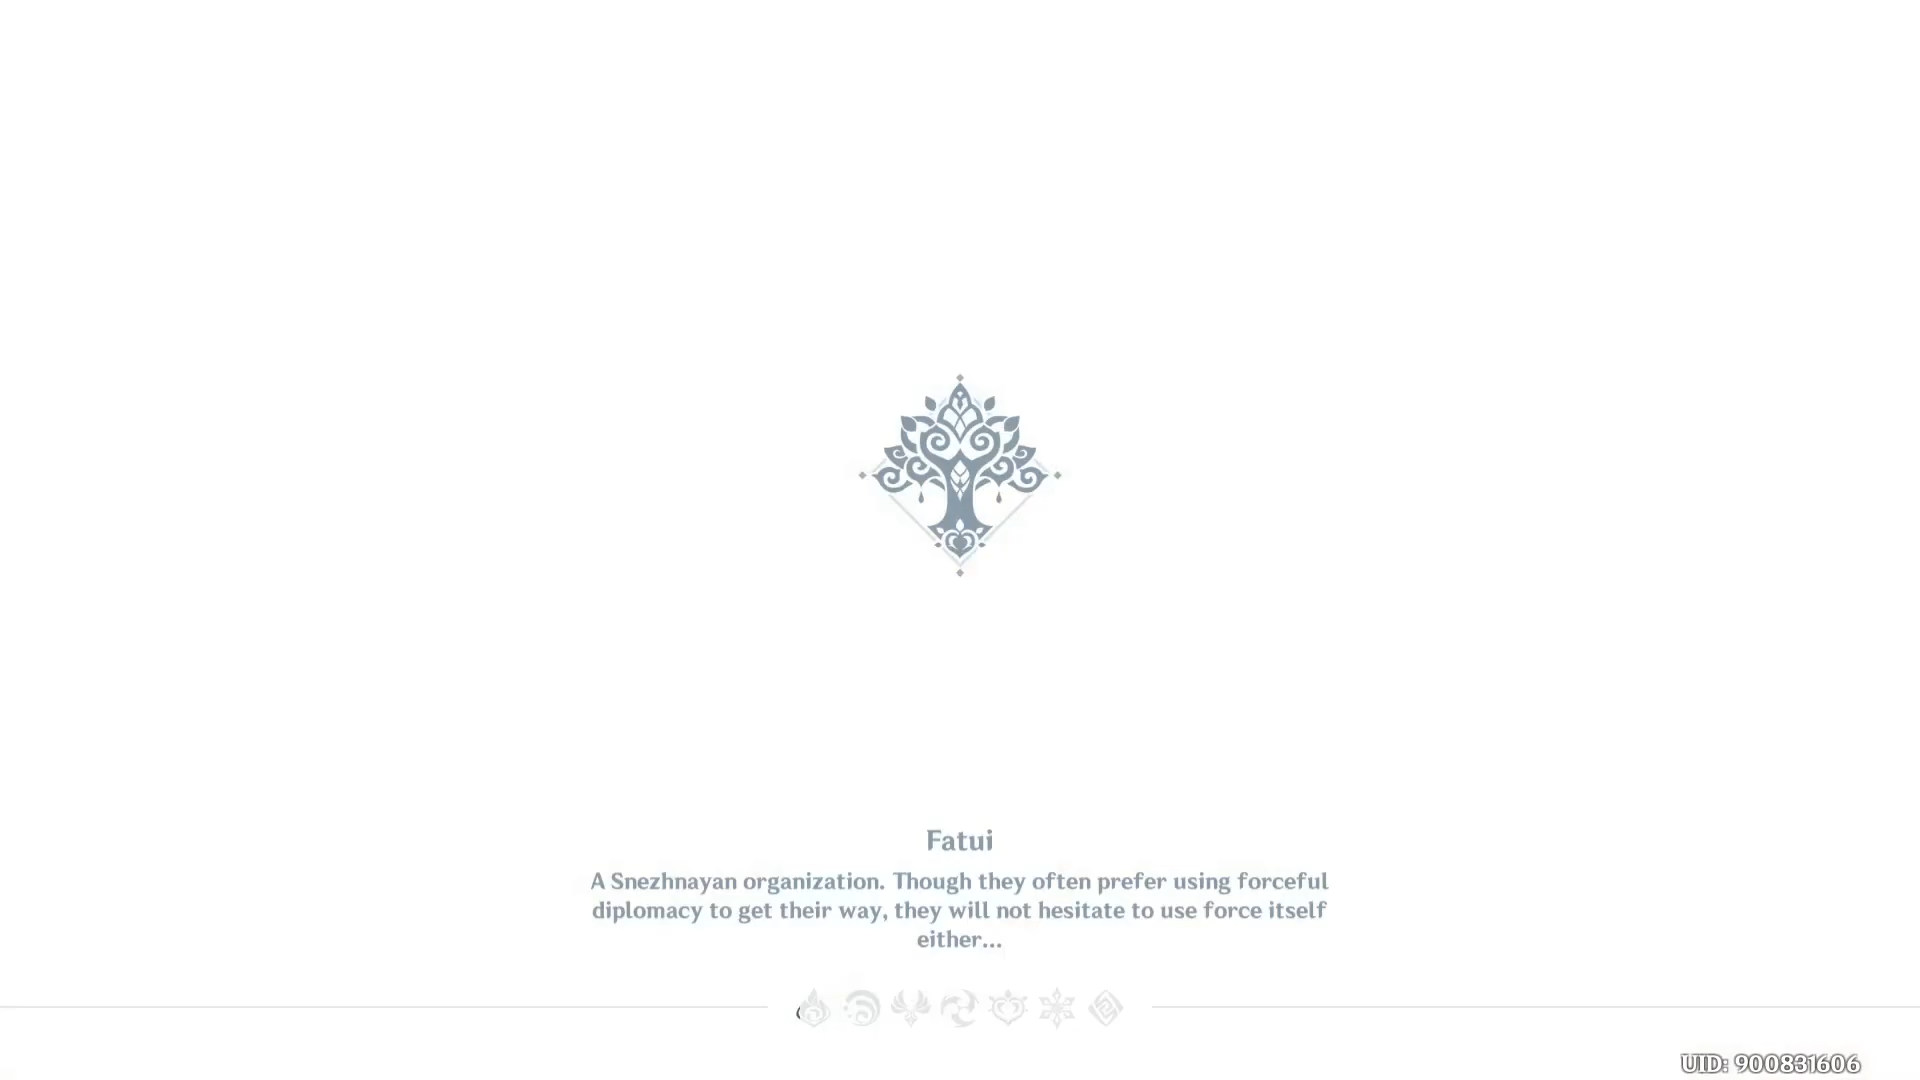 Fatui
A Snezhnayan organization. Though they often prefer using forceful
diplomacy to get their way, they will not hesitate to use force itself
either...
UID: 900831606